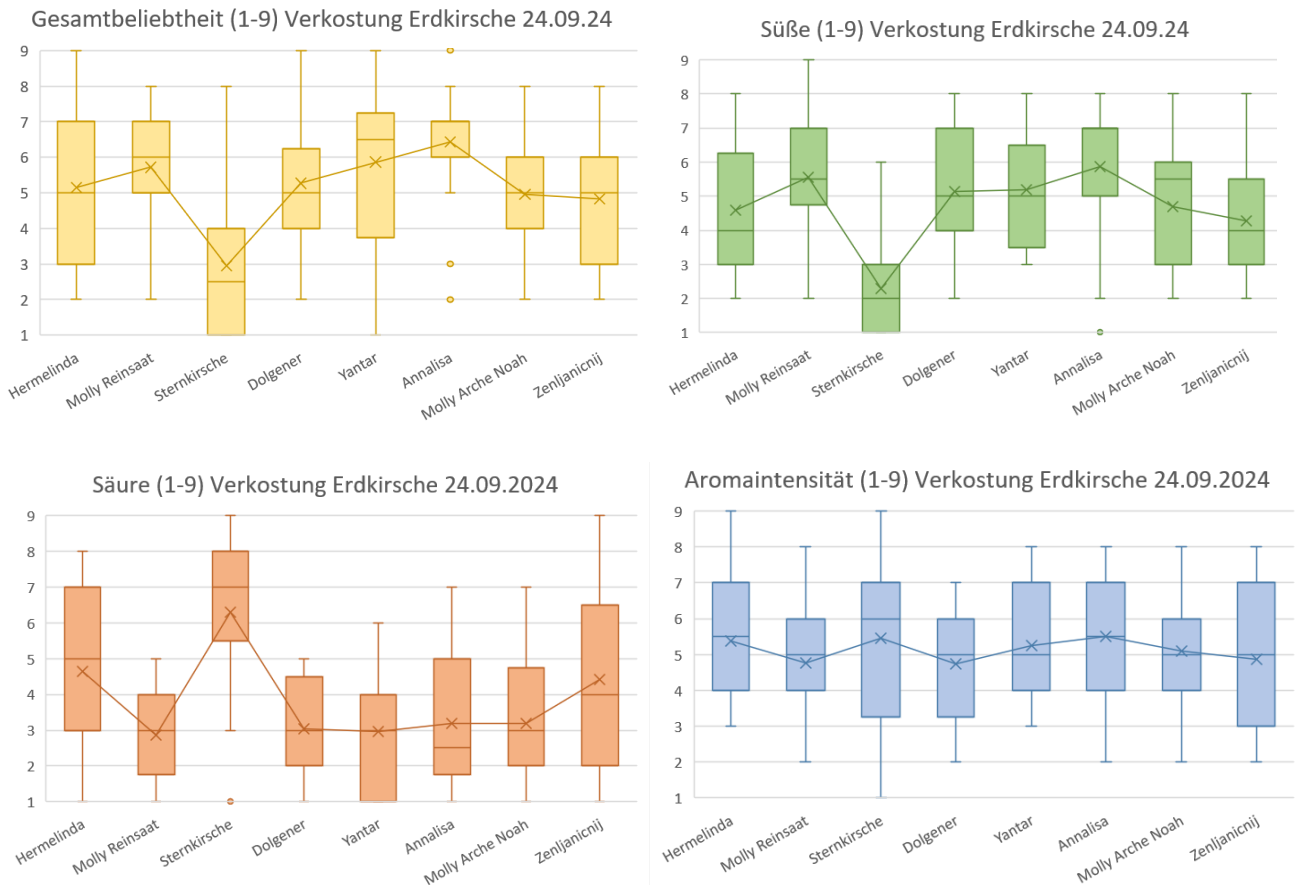 Gesamtbeliebtheit (1-9) Verkostung Erdkirsche 24.09.24
9
8
7
6
5
4
3
2
1
Hermelinda
Molly Reinsaat
Sternkirsche
Dolgener
Yantar
Annalisa
Molly Arche Noah
Zenljanicnij
Süße (1-9) Verkostung Erdkirsche 24.09.24
9
8
7
6
5
4
3
2
1
Hermelinda
Molly Reinsaat
Sternkirsche
Dolgener
Yantar
Annalisa
Molly Arche Noah
Zenljanicnij
Säure (1-9) Verkostung Erdkirsche 24.09.2024
9
8
7
6
5
4
3
2
1
Hermelinda
Molly Reinsaat
Sternkirsche
Dolgener
Yantar
Annalisa
Molly Arche Noah
Zenljanicnij
Aromaintensität (1-9) Verkostung Erdkirsche 24.09.2024
9
8
7
6
5
4
3
2
1
Hermelinda
Molly Reinsaat
Sternkirsche
Dolgener
Yantar
Annalisa
Molly Arche Noah
Zenljanicnij